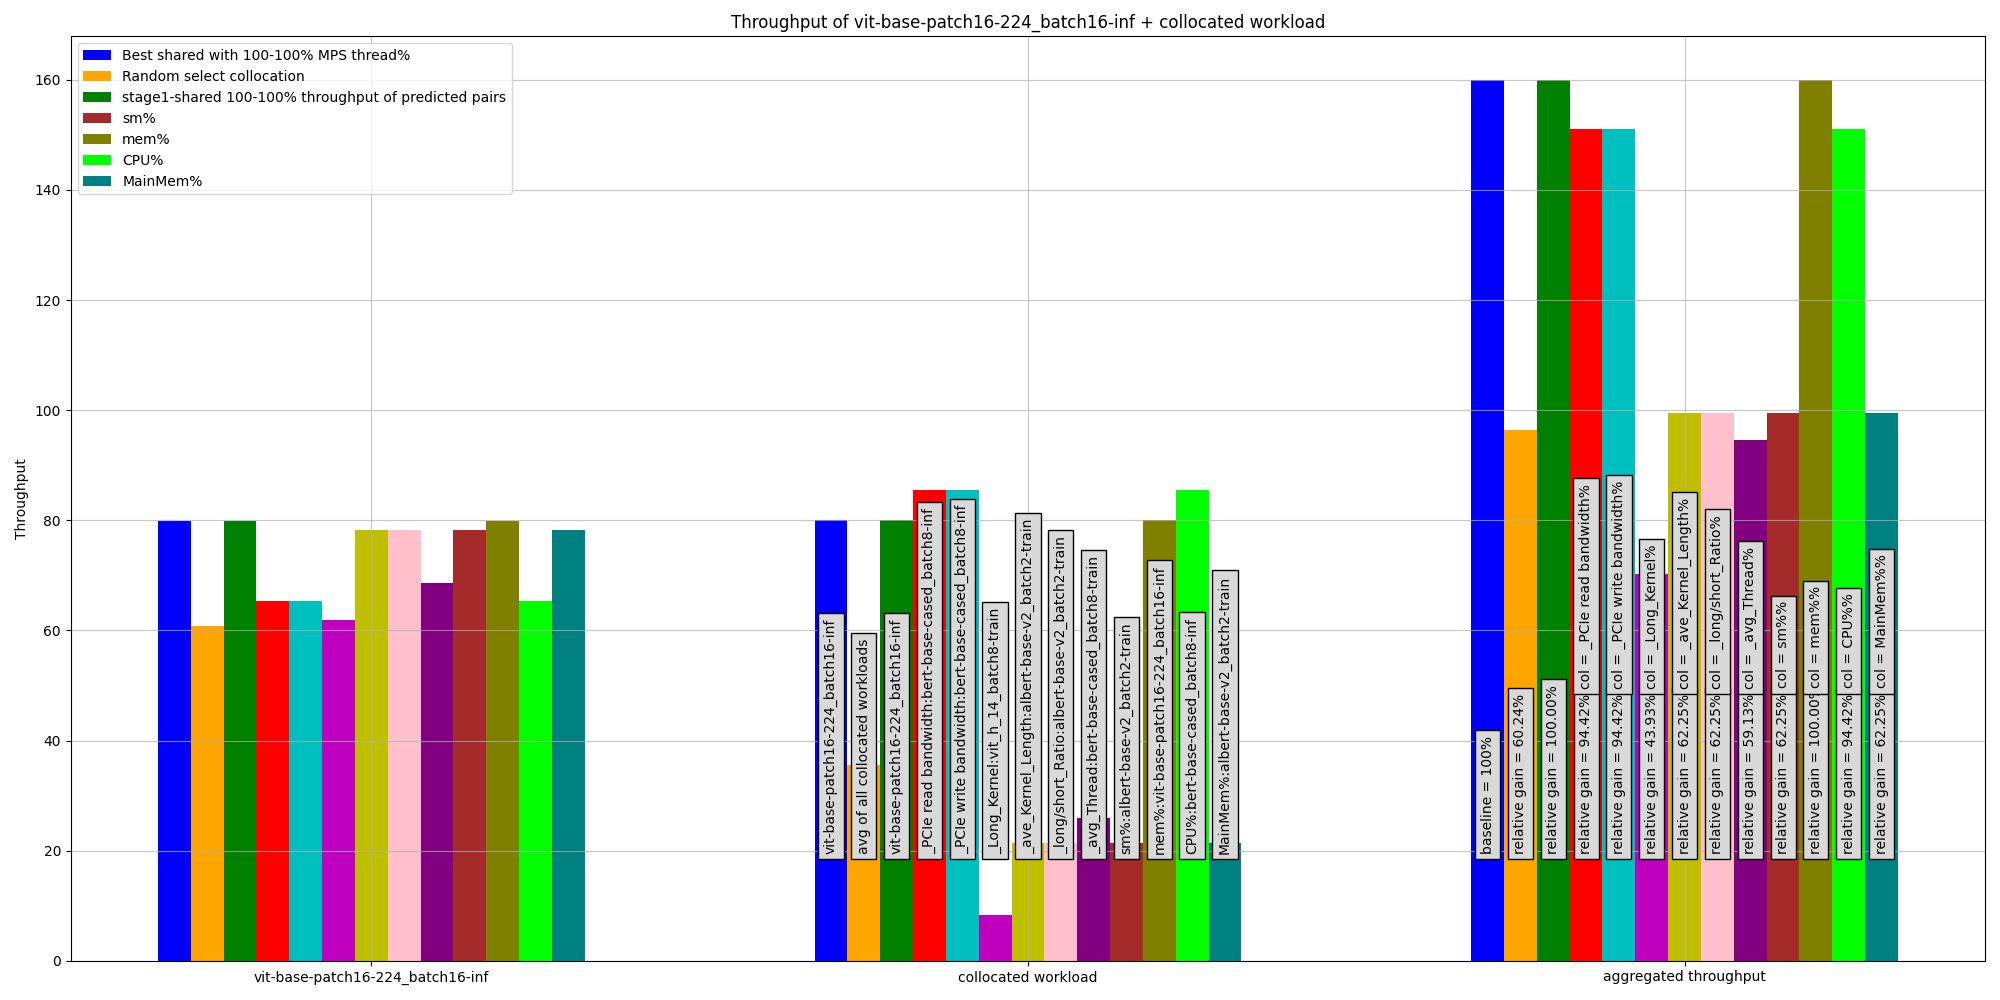 Throughput of vit-base-patch16-224_batch16-inf + collocated workload
Best shared with 100-100% MPS thread%
Random select collocation
stage1-shared 100-100% throughput of predicted pairs
sm%
mem%
CPU%
MainMem%
Throughput
160
140
120
100
80
60
40
20
0
vit-base-patch16-224_batch16-inf
avg of all collocated workloads
vit-base-patch16-224_batch16-inf
_PCIe read bandwidth:bert-base-cased_batch8-inf
_PCIe write bandwidth:bert-base-cased_batch8-inf
_Long_Kernel:vit_h_14_batch8-train
_ave_Kernel_Length:albert-base-v2_batch2-train
_long/short_Ratio:albert-base-v2_batch2-train
_avg_Thread:bert-base-cased_batch8-train
sm%:albert-base-v2_batch2-train
mem%:vit-base-patch16-224_batch16-inf
CPU%:bert-base-cased_batch8-inf
MainMem%:albert-base-v2_batch2-train
baseline = 100%
relative gain = 60.24%
relative gain = 100.00%
relative gain = 94.42%
col = _PCIe read bandwidth%
relative gain = 94.42%
col = _PCIe write bandwidth%
relative gain = 43.93%
col = _Long_Kernel%
relative gain = 62.25%
col = _ave_Kernel_Length%
relative gain = 62.25%
col = _long/short_Ratio%
relative gain = 59.13%
col = _avg_Thread%
relative gain = 62.25%
col = sm%%
relative gain = 100.00%
col = mem%%
relative gain = 94.42%
col = CPU%%
relative gain = 62.25%
col = MainMem%%
vit-base-patch16-224_batch16-inf
collocated workload
aggregated throughput